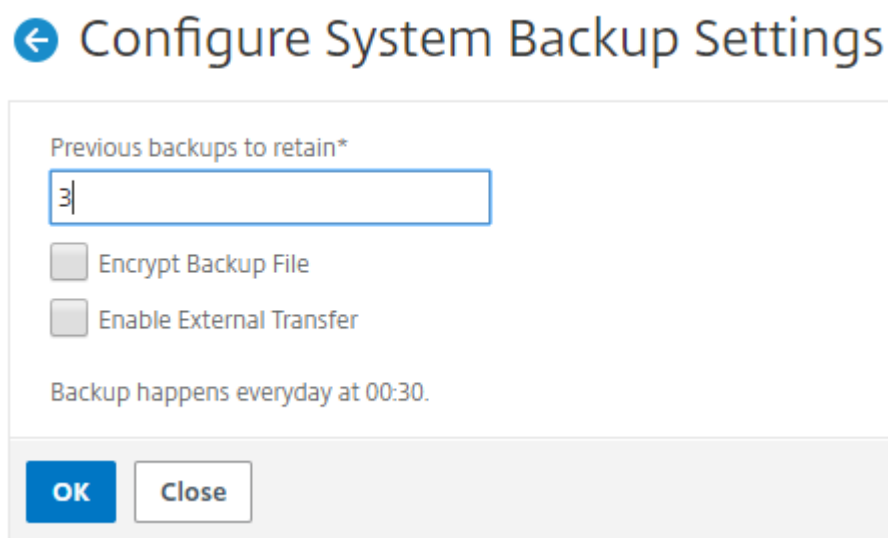 Configure System Backup Settings
Previous backups to retain*
3
Encrypt Backup File
Enable External Transfer
Backup happens everyday at 00:30.
OK Close